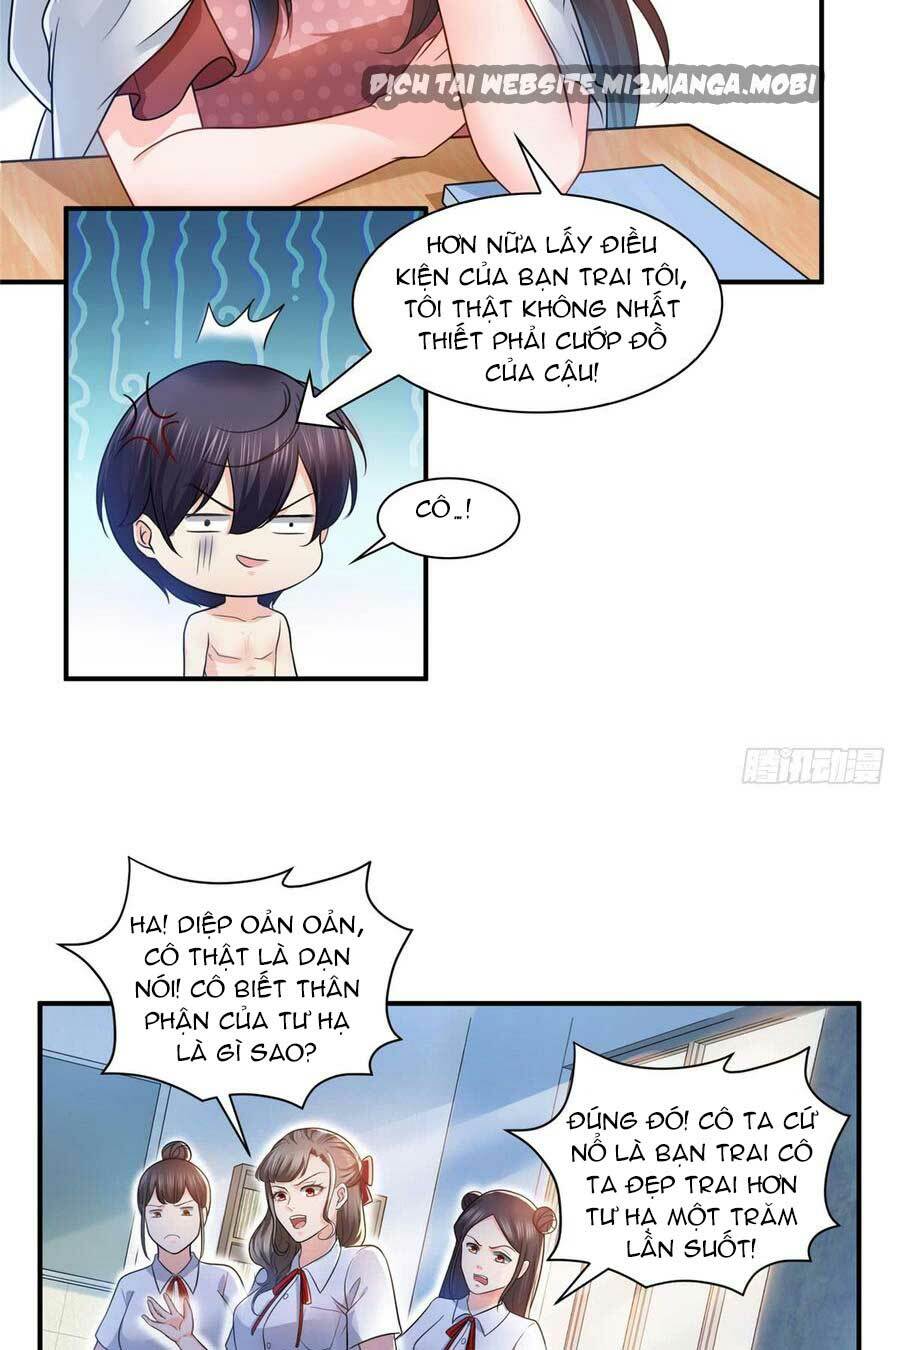 DỊCH TẠI WEBSITE MI2MANGA.MOBI
HƠN NỮA LẤY ĐIỀU
KIỆN CỦA BẠN TRAI TÔI,
TÔI THẬT KHÔNG NHẤT
THIẾT PHẢI CƯỚP ĐỒ
CỦA CẬU!
CÔ...!
腾讯动漫
HA! DIỆP OẢN OẢN,
CÔ THẬT LÀ DẠN
NÓI! CÔ BIẾT THÂN
PHẬN CỦA TƯ HẠ
LÀ GÌ SAO?
ĐÚNG ĐÓ! CÔ TA CỨ
NỔ LÀ BẠN TRAI CÔ
TA ĐẸP TRAI HƠN
TƯ HẠ MỘT TRĂM
LẦN SUỐT!